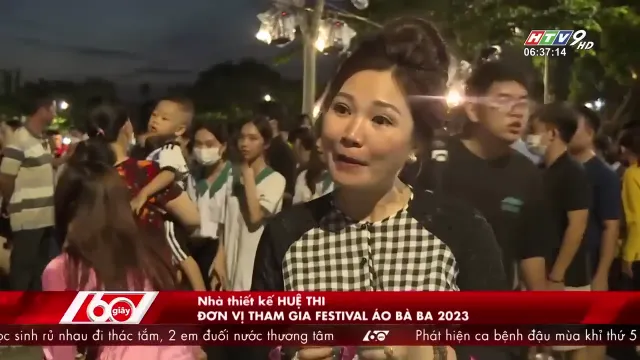 HTV9 HD
06:37:14
Nhà thiết kế HUỆ THI
60 giây
ĐƠN VỊ THAM GIA FESTIVAL ÁO BÀ BA 2023
ọc sinh rủ nhau đi thác tắm, 2 em đuối nước thương tâm 60 Phát hiện ca bệnh đậu mùa khỉ thứ 5